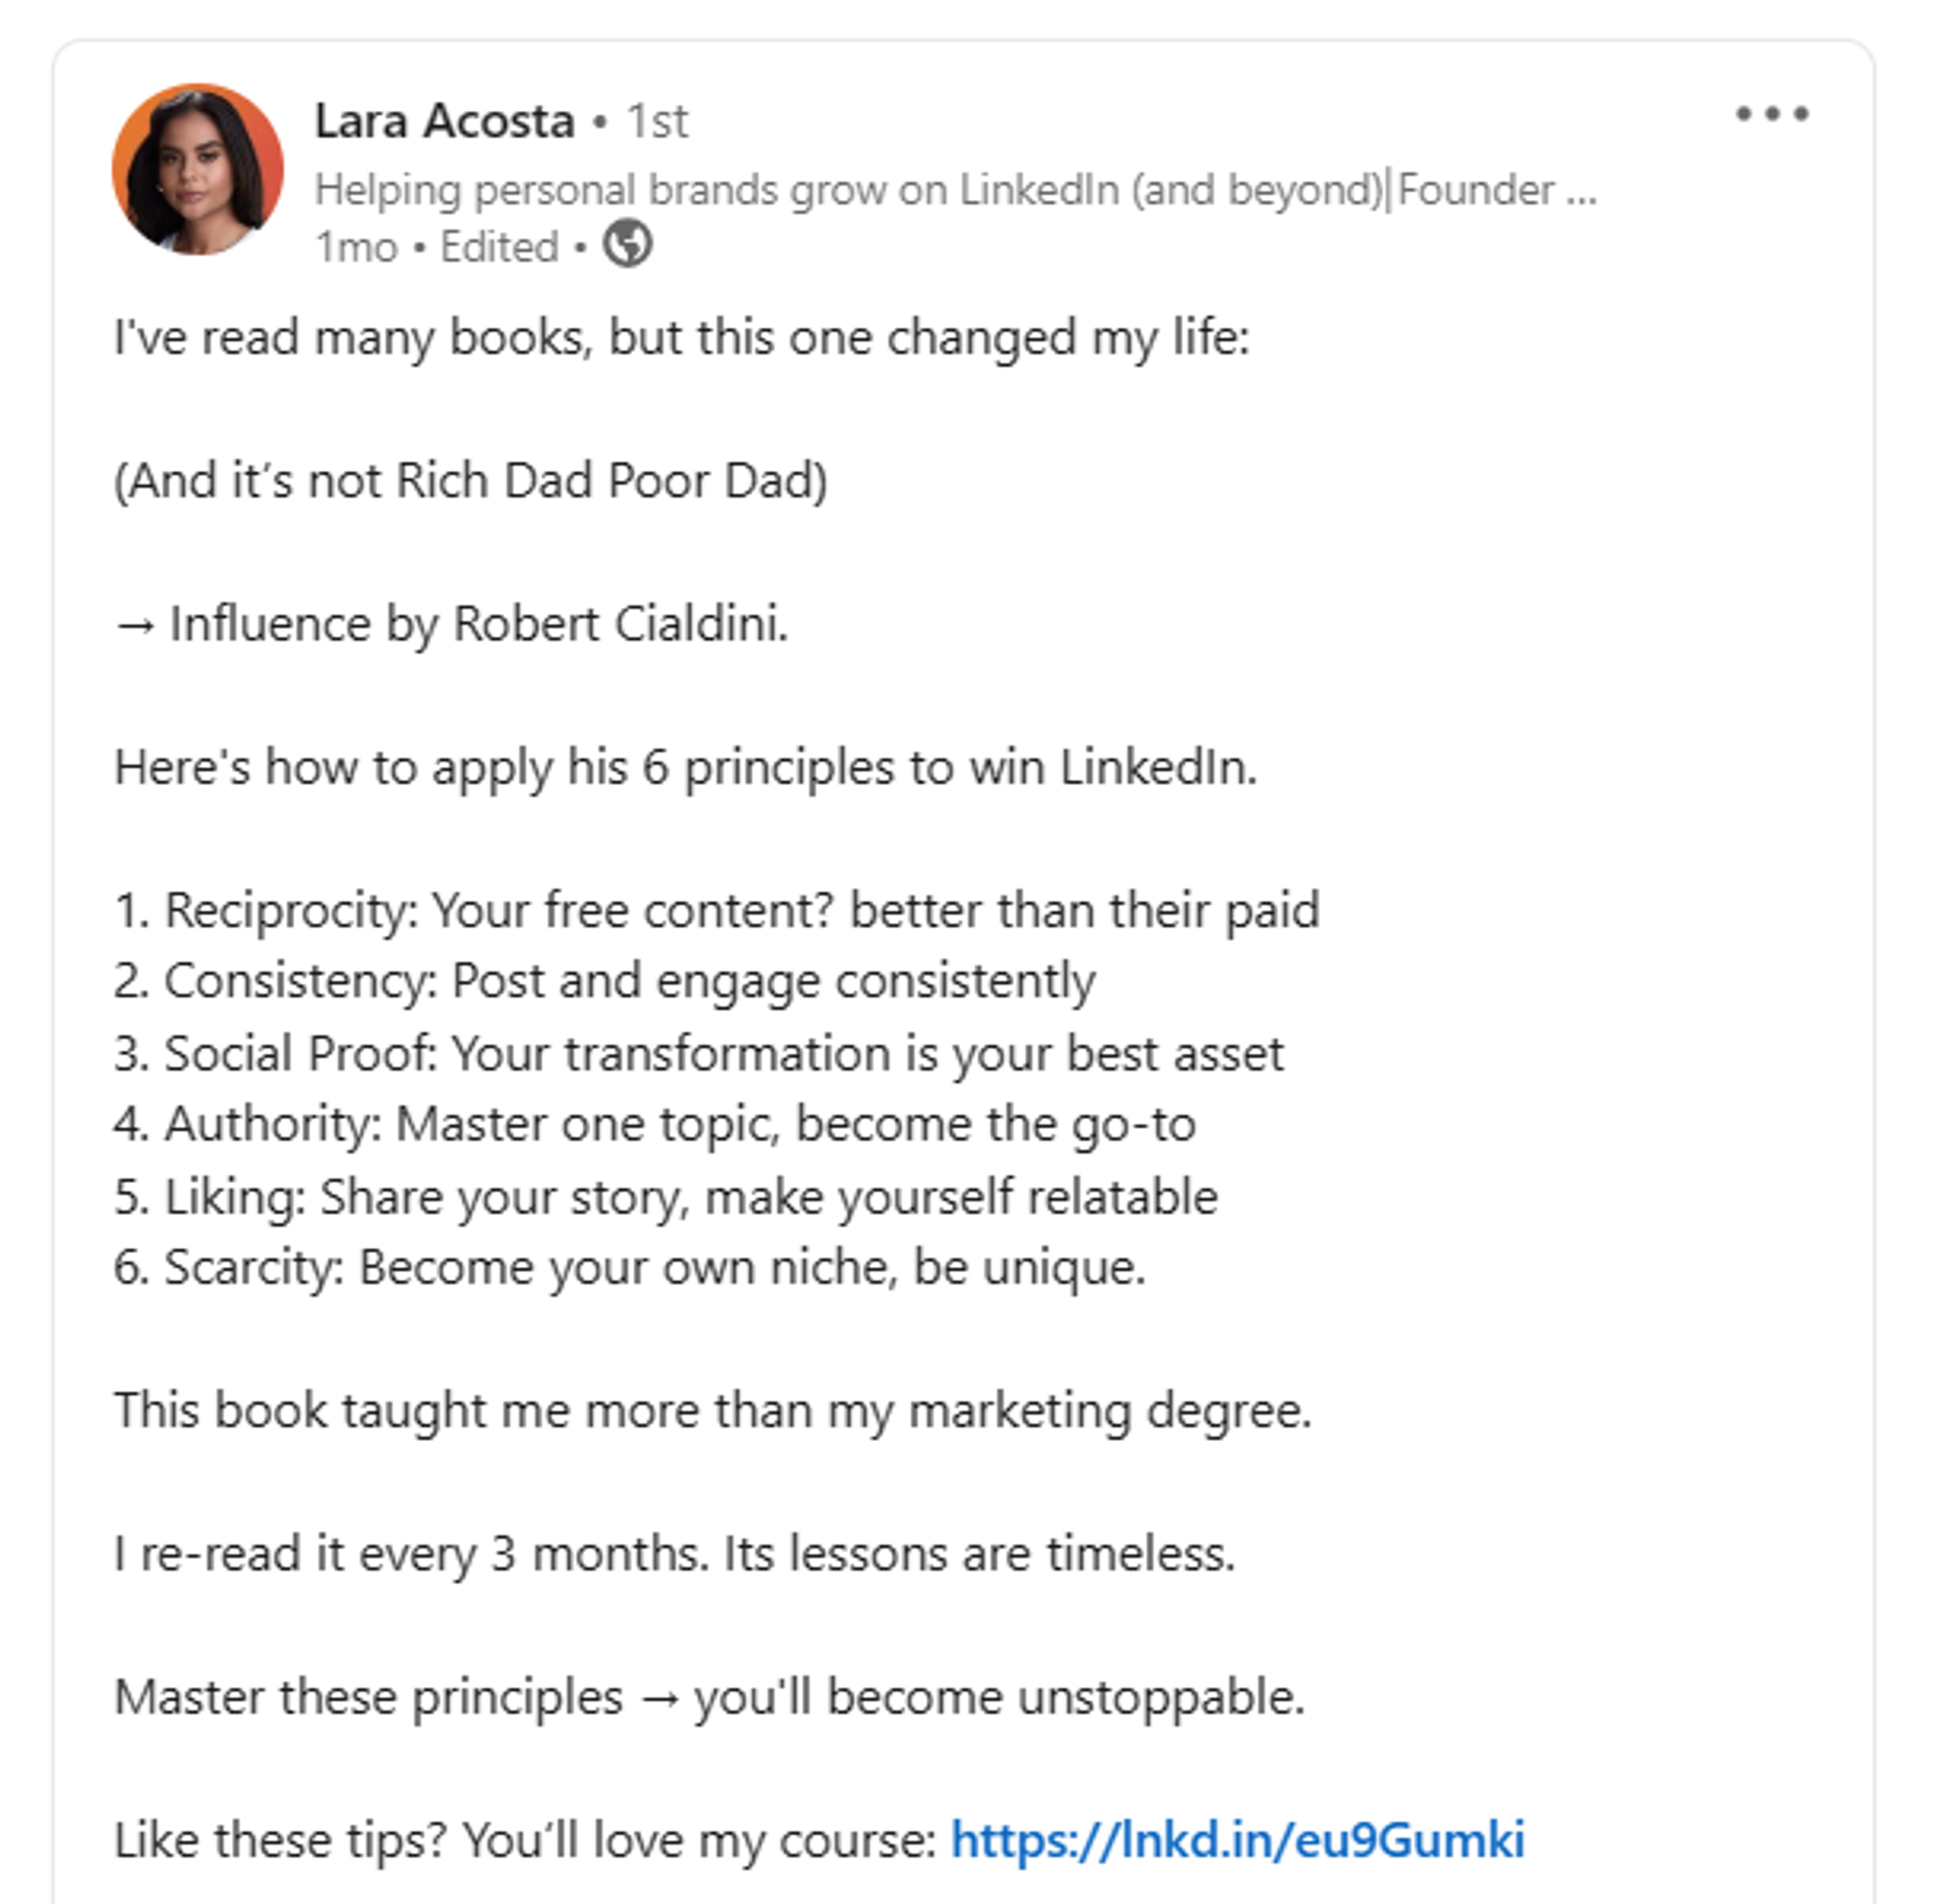 Lara Acosta • 1st
Helping personal brands grow on LinkedIn (and beyond)|Founder ...
1mo • Edited •
I've read many books, but this one changed my life:
(And it’s not Rich Dad Poor Dad)
→ Influence by Robert Cialdini.
Here's how to apply his 6 principles to win LinkedIn.
1. Reciprocity: Your free content? better than their paid
2. Consistency: Post and engage consistently
3. Social Proof: Your transformation is your best asset
4. Authority: Master one topic, become the go-to
5. Liking: Share your story, make yourself relatable
6. Scarcity: Become your own niche, be unique.
This book taught me more than my marketing degree.
I re-read it every 3 months. Its lessons are timeless.
Master these principles → you'll become unstoppable.
Like these tips? You’ll love my course: https://lnkd.in/eu9Gumki